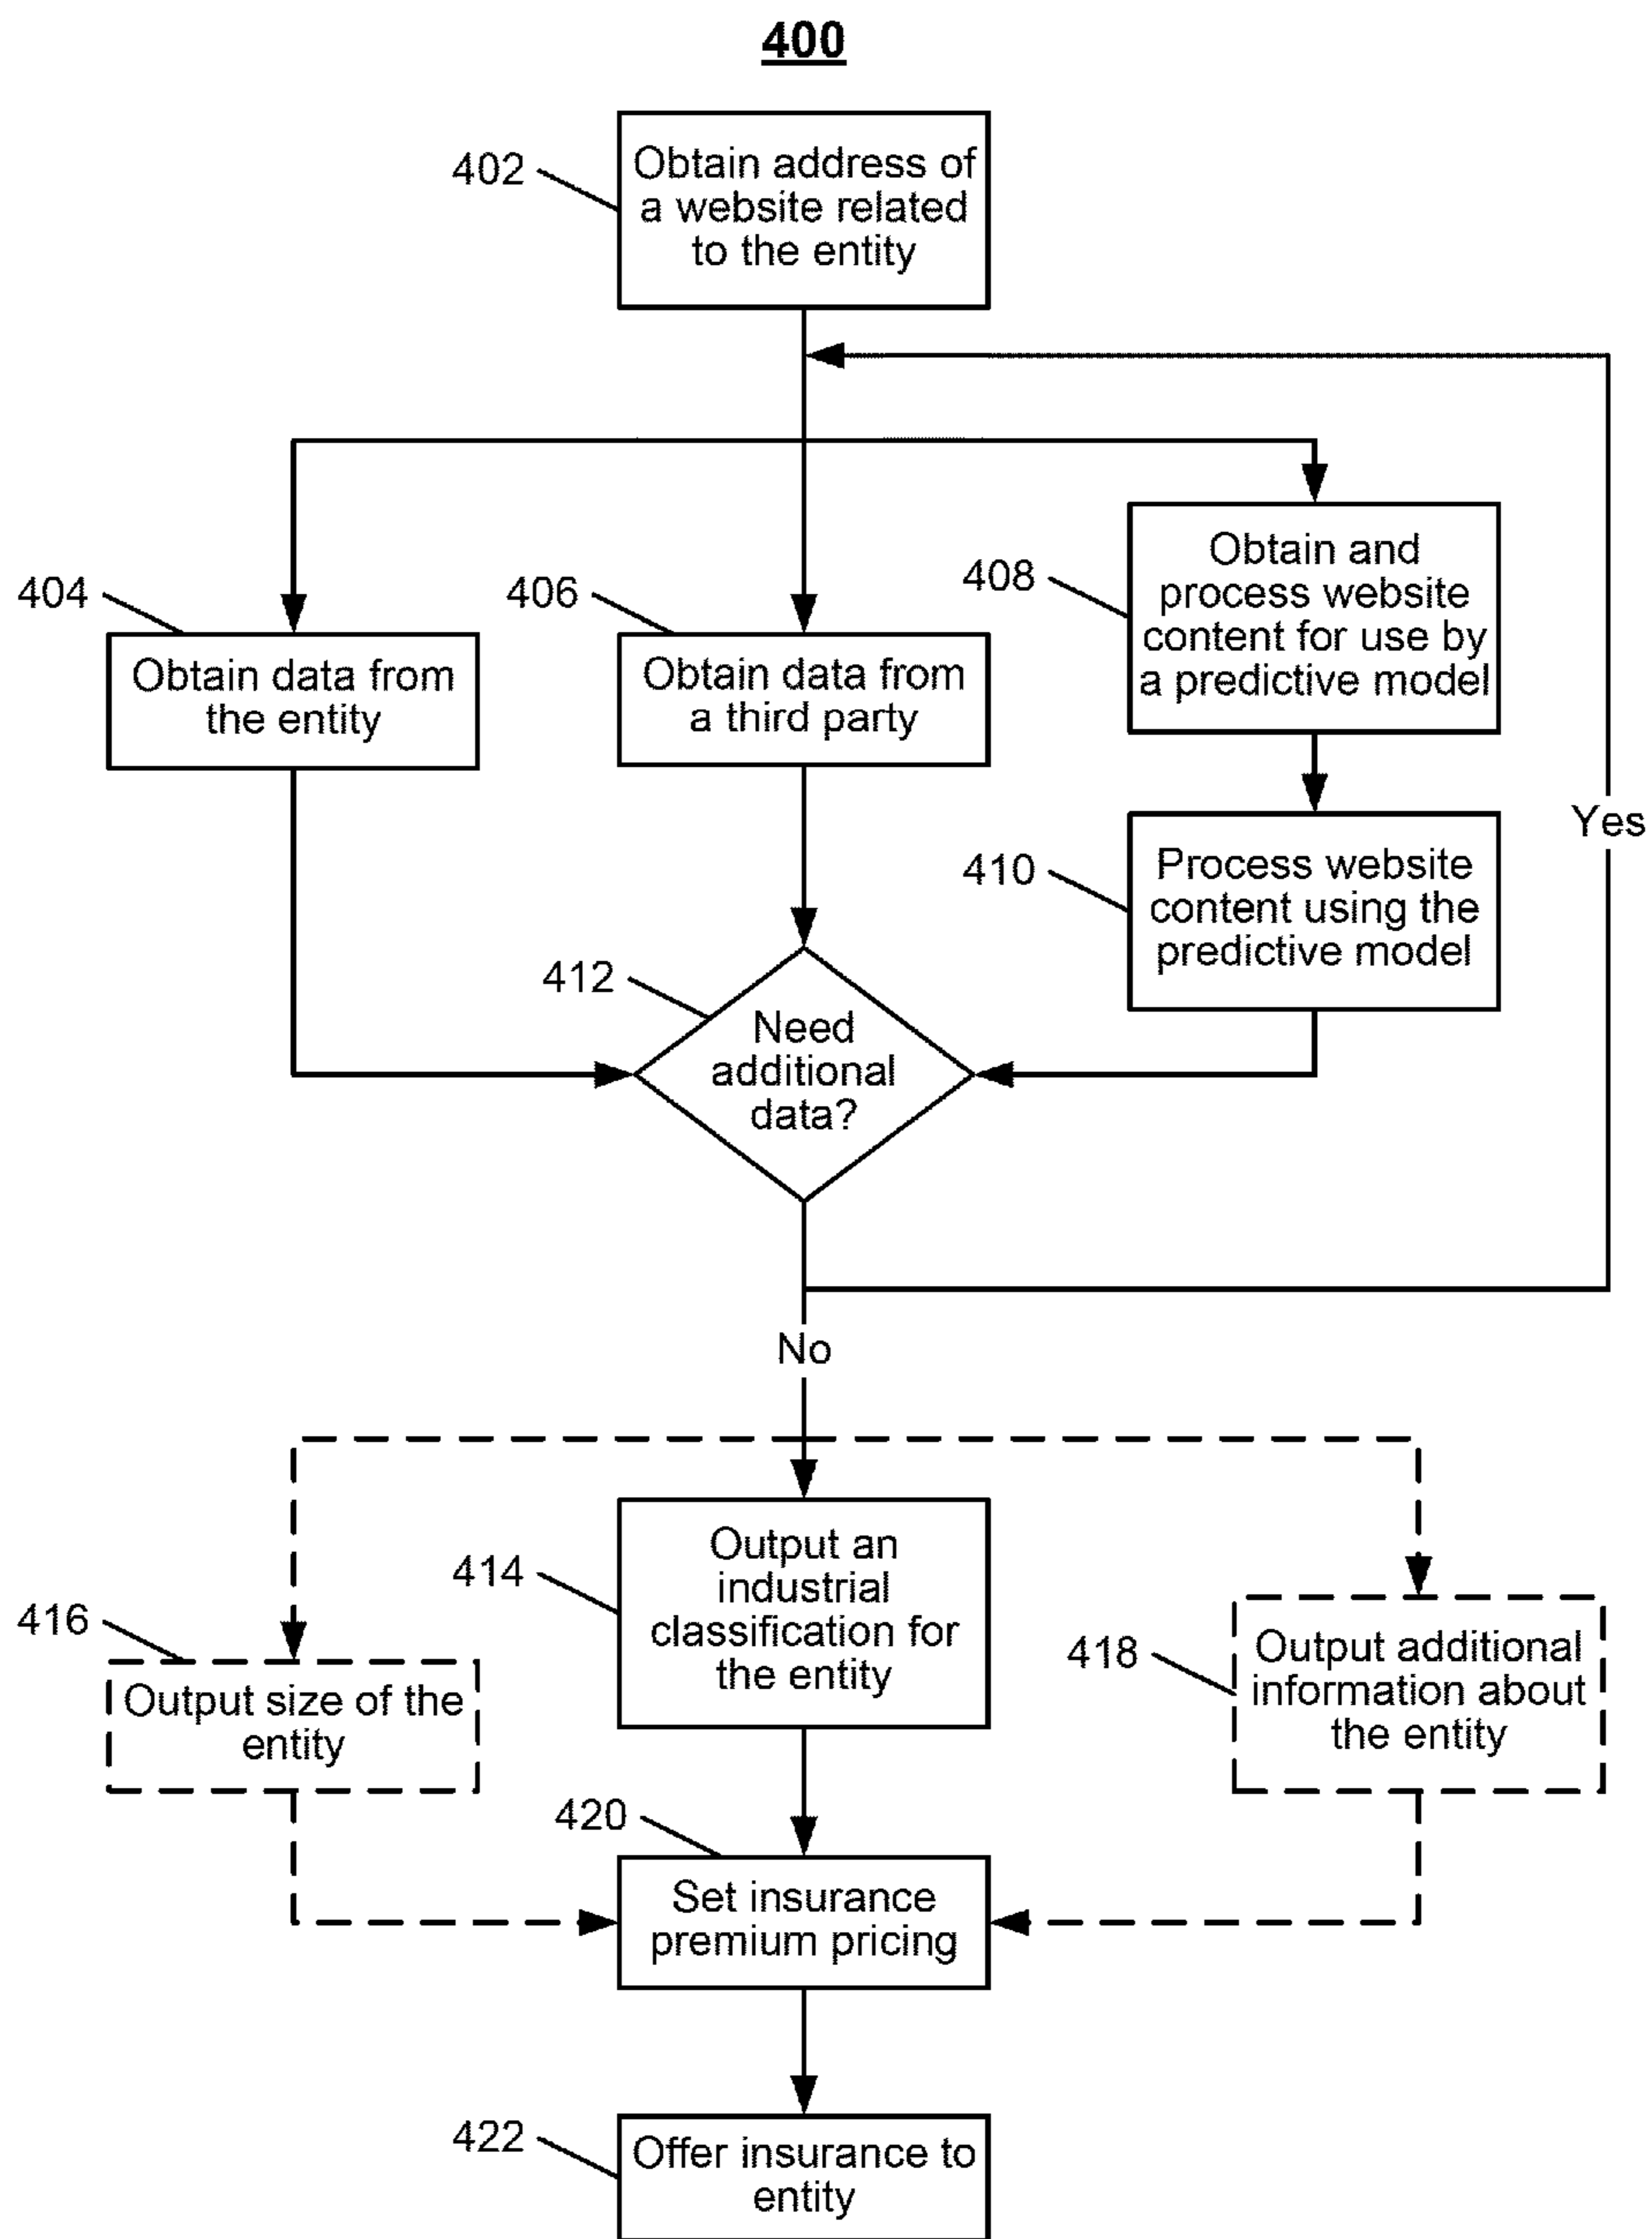 400
402
Obtain address of
a website related
to the entity
404
Obtain data from
the entity
406
Obtain data from
a third party
408
Obtain and
process website
content for use by
a predictive model
Yes
410
Process website
content using the
predictive model
412
Need
additional
data?
No
414
Output an
industrial
classification for
the entity
416
Output size of the
entity
418
Output additional
information about
the entity
420
Set insurance
premium pricing
422
Offer insurance to
entity